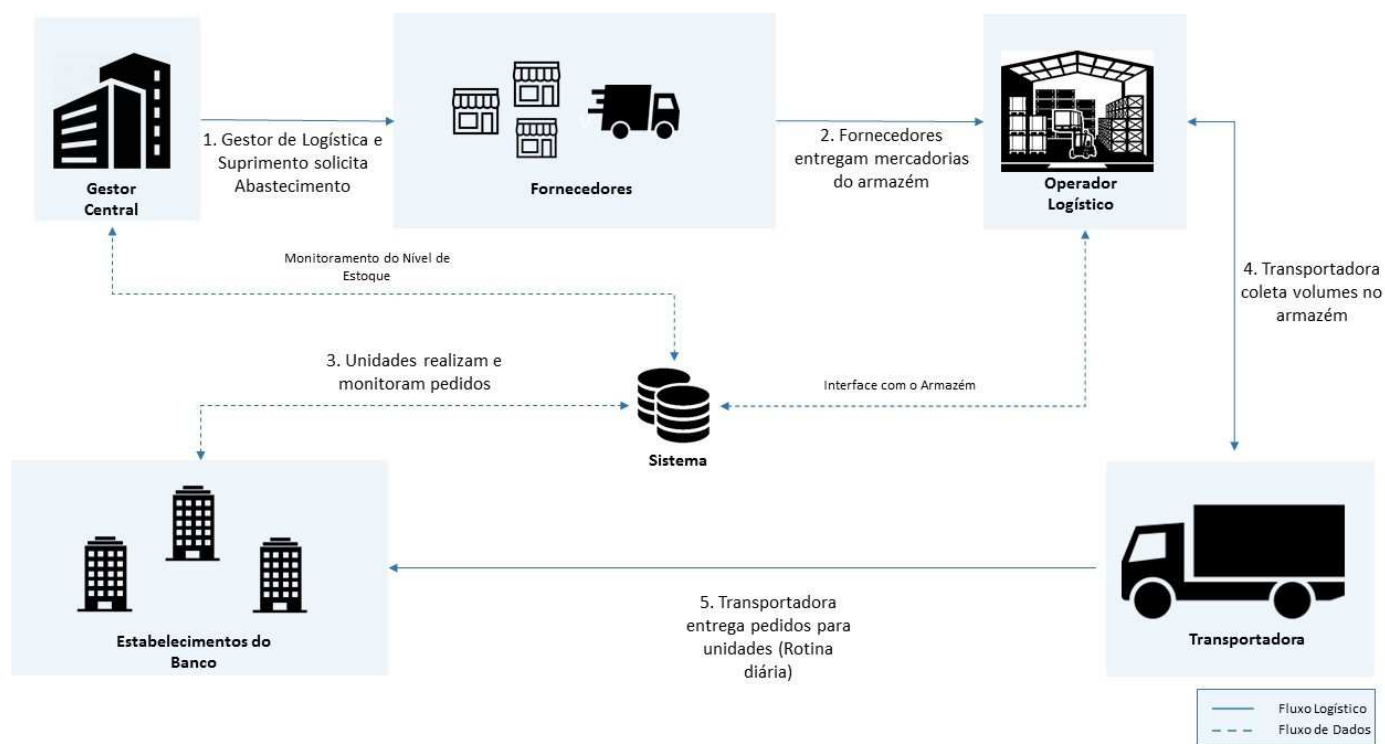 1. Gestor de Logística e
Suprimento solicita
Abastecimento
2. Fornecedores
entregam mercadorias
do armazém
Gestor
Central
Fornecedores
Operador
Logístico
Monitoramento do Nível de
Estoque
4. Transportadora
coleta volumes no
armazém
3. Unidades realizam e
monitoram pedidos
Interface com o Armazém
Sistema
5. Transportadora
entrega pedidos para
unidades (Rotina
diária)
Estabelecimentos do
Banco
Transportadora
Fluxo Logístico
Fluxo de Dados